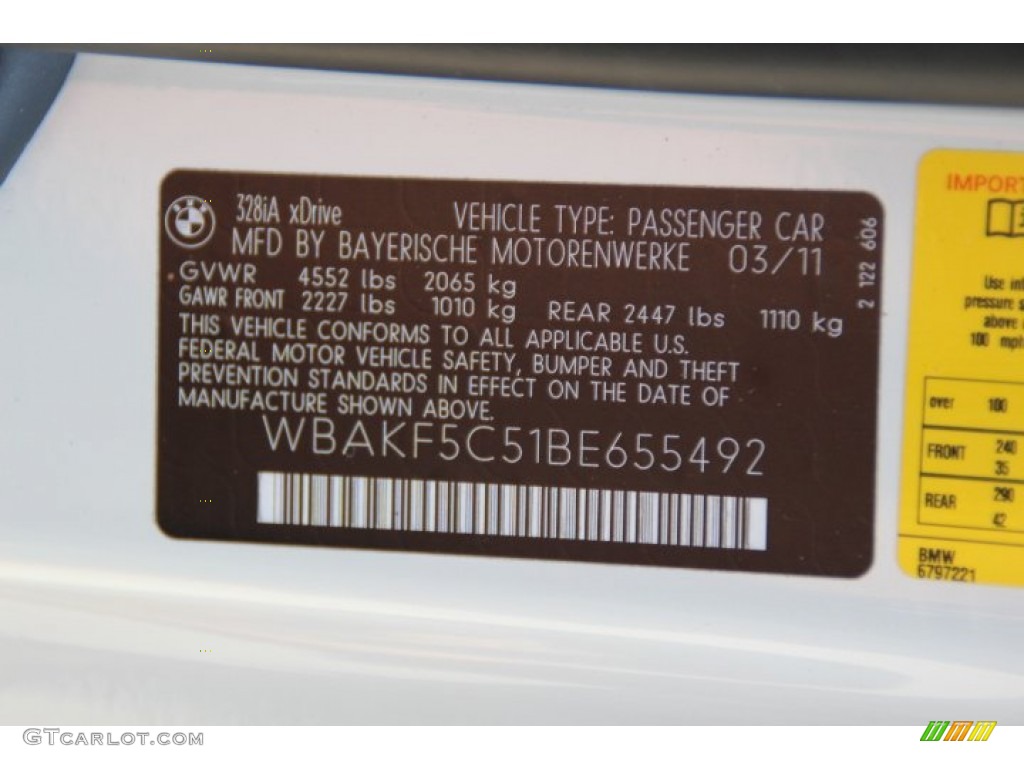 328iA xDrive VEHICLE TYPE: PASSENGER CAR
MFD BY BAYERISCHE MOTORENWERKE 03/11
GVWR 4552 lbs 2065 kg
GAWR FRONT 2227 lbs 1010 kg REAR 2447 lbs 1110 kg
THIS VEHICLE CONFORMS TO ALL APPLICABLE U.S.
FEDERAL MOTOR VEHICLE SAFETY, BUMPER AND THEFT
PREVENTION STANDARDS IN EFFECT ON THE DATE OF
MANUFACTURE SHOWN ABOVE.
WBAKF5C51BE655492
2 122 606
IMPORT
Use inf
pressure s
above
100 mpl
over 100
FRONT 240
35
REAR 290
42
BMW
6797221
GTCARLOT.COM